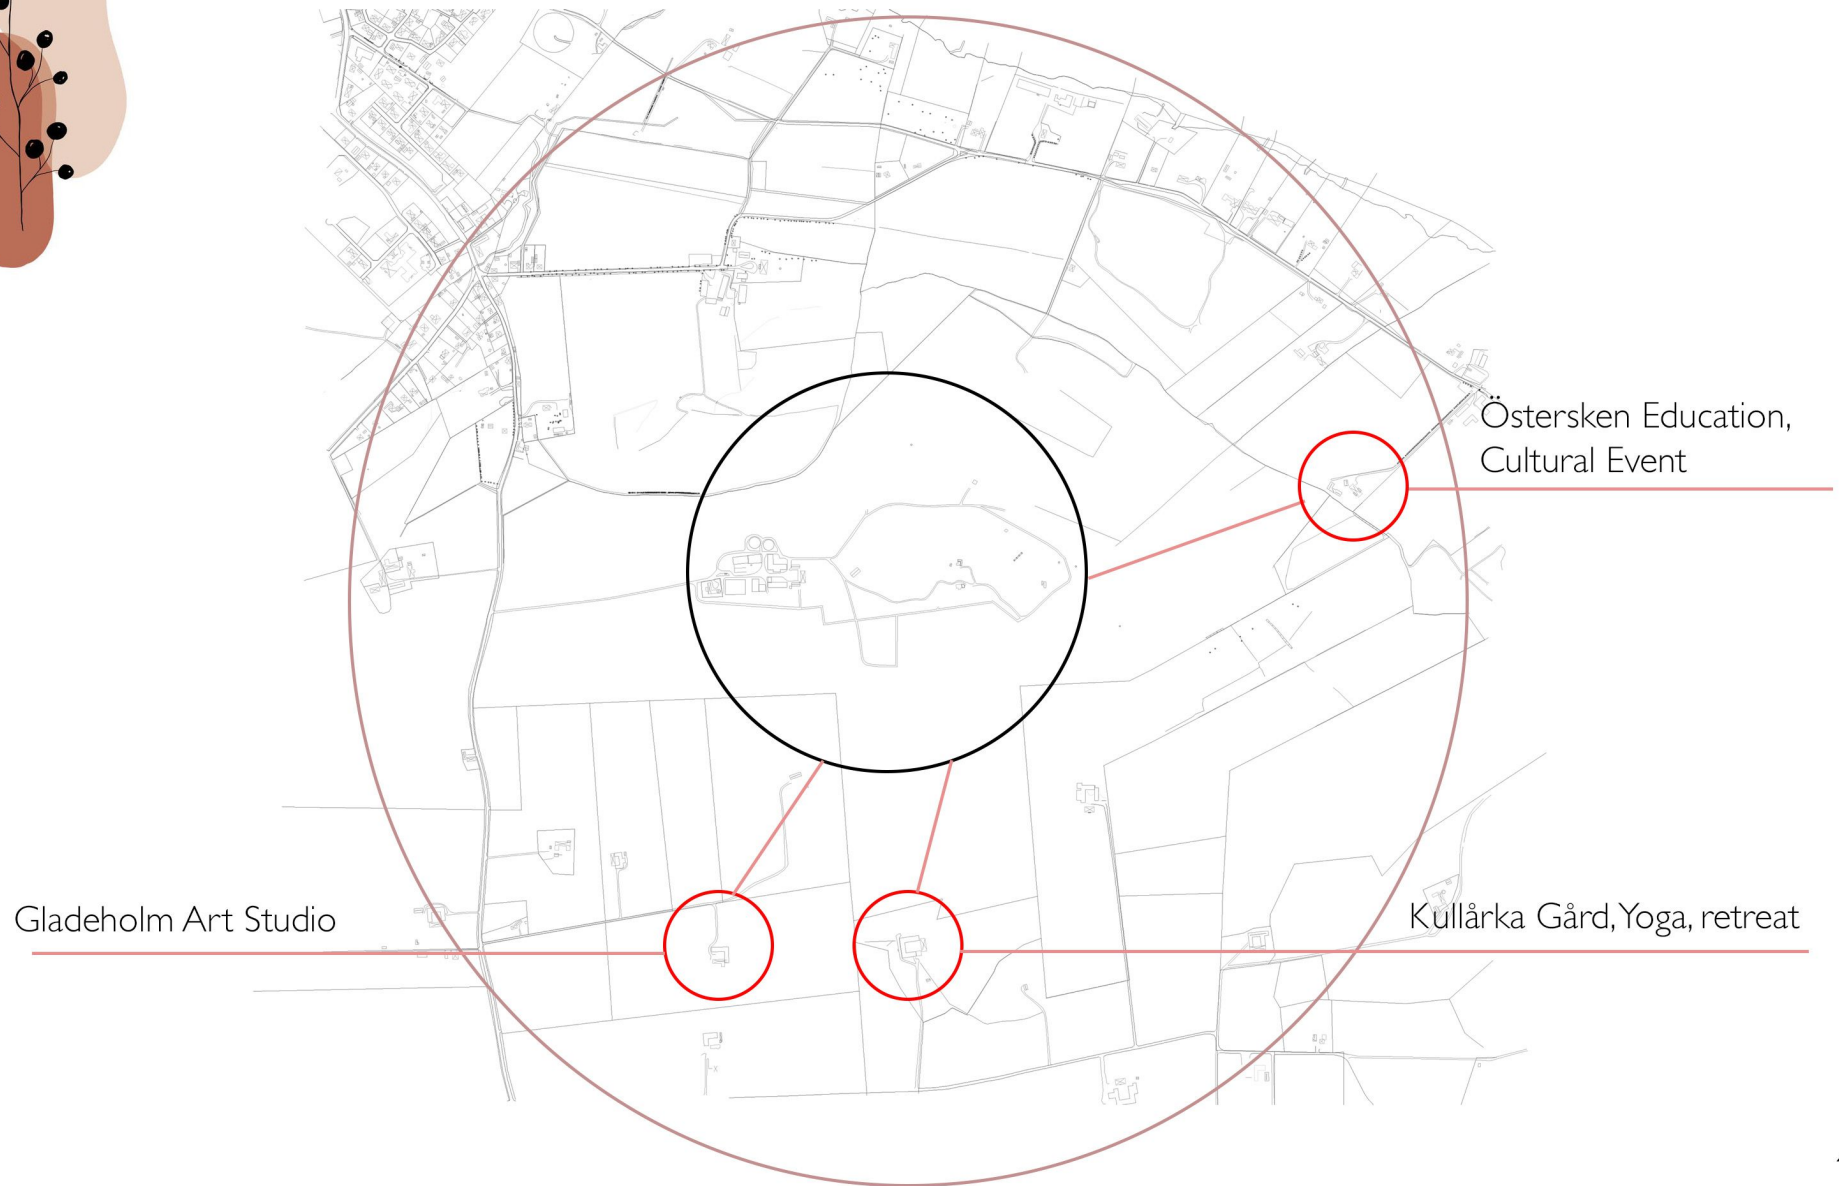 Östersken Education,
Cultural Event
Gladeholm Art Studio
Kullårka Gård, Yoga, retreat